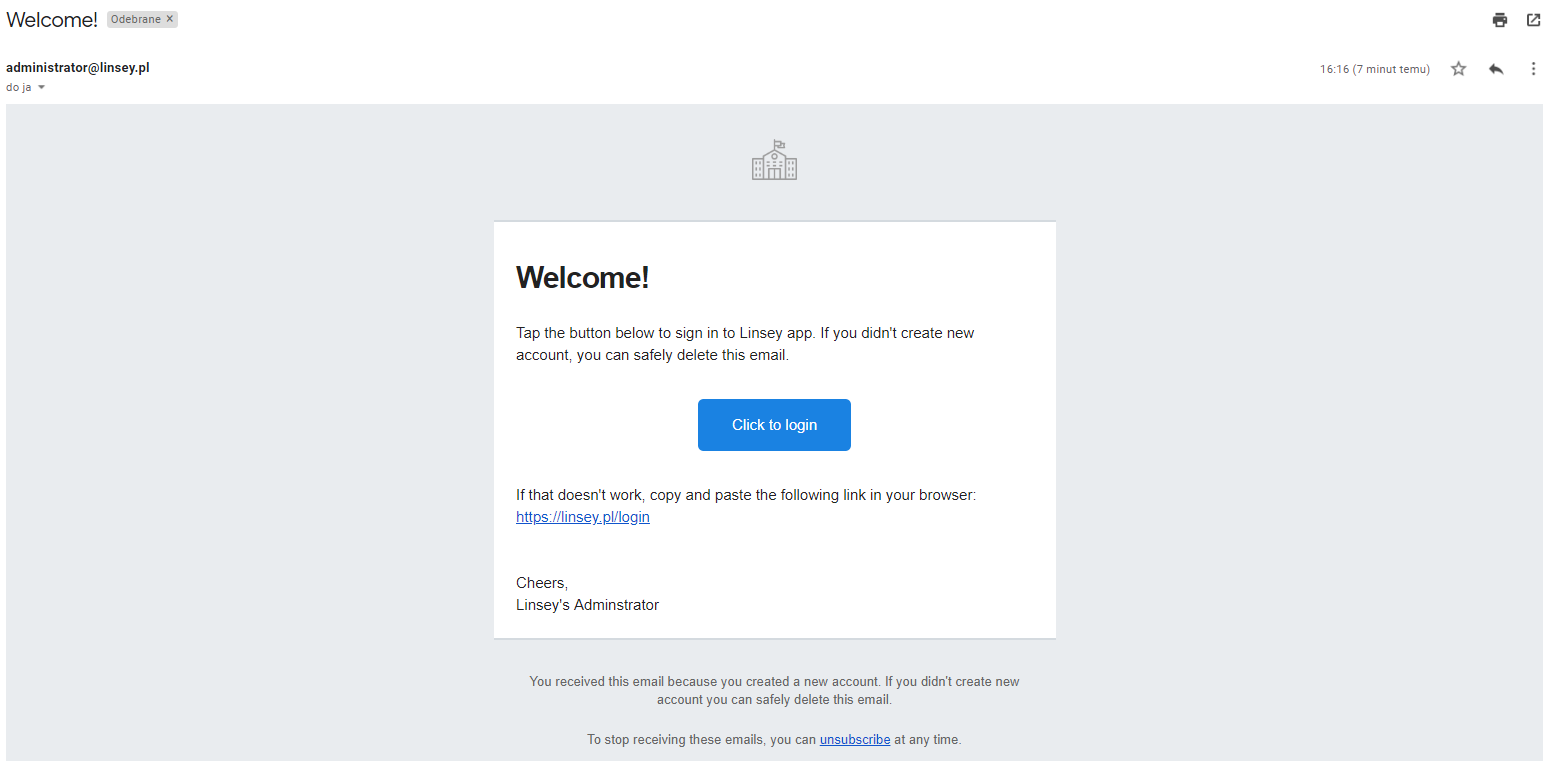 Welcome! Odebrane ×
administrator@linsey.pl
16:16 (7 minut temu)
do ja
Welcome!
Tap the button below to sign in to Linsey app. If you didn't create new
account, you can safely delete this email.
Click to login
If that doesn't work, copy and paste the following link in your browser:
https://linsey.pl/login
Cheers,
Linsey's Adminstrator
You received this email because you created a new account. If you didn't create new
account you can safely delete this email.
To stop receiving these emails, you can unsubscribe at any time.